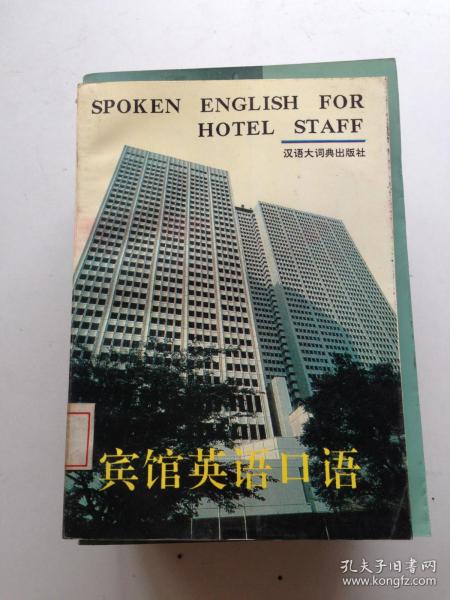 SPOKEN ENGLISH FOR
HOTEL STAFF
汉语大词典出版社
宾馆英语口语
孔夫子旧书网
www.kongfz.com